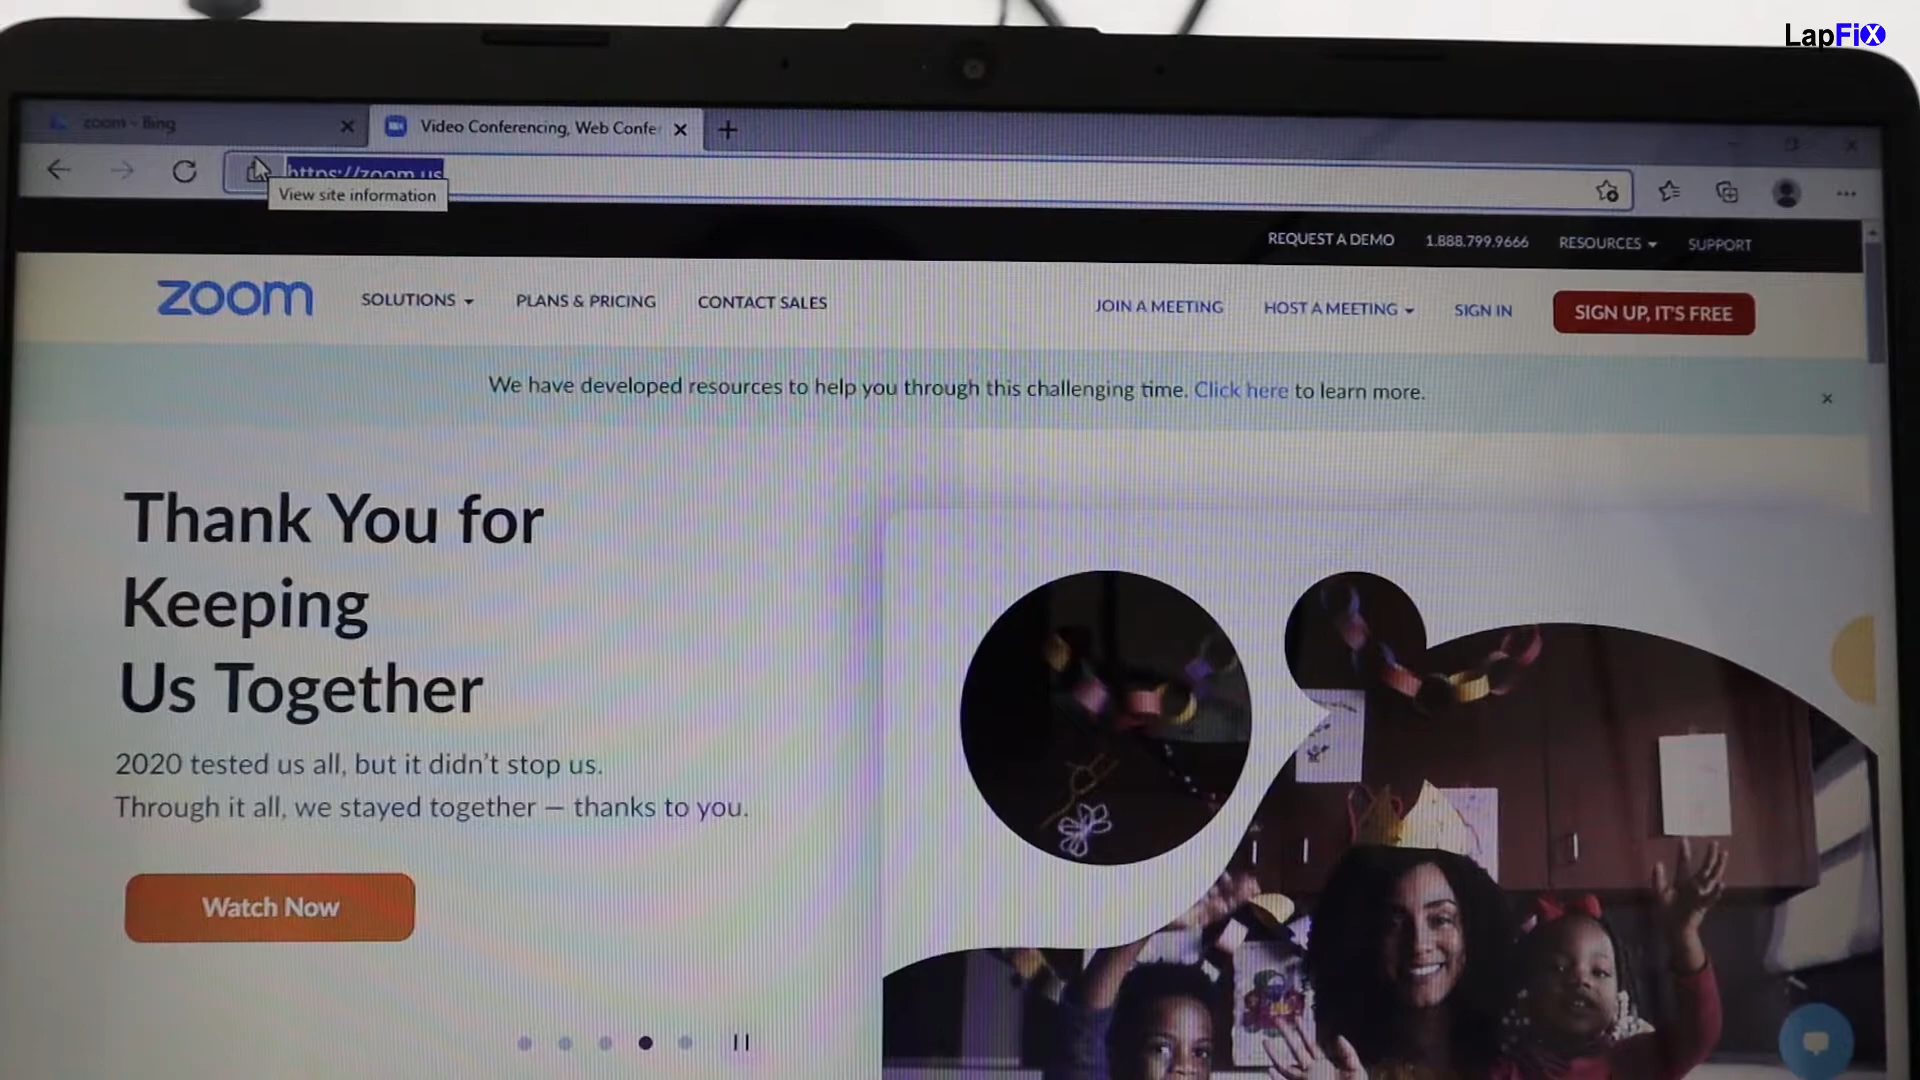 LapFiX
zoom - Bing
Video Conferencing, Web Confe
https://zoom.us
View site information
REQUEST A DEMO 1.888.799.9666 RESOURCES SUPPORT
zoom SOLUTIONS PLANS & PRICING CONTACT SALES JOIN A MEETING HOST A MEETING SIGN IN SIGN UP, IT'S FREE
We have developed resources to help you through this challenging time. Click here to learn more.
Thank You for
Keeping
Us Together
2020 tested us all, but it didn't stop us.
Through it all, we stayed together — thanks to you.
Watch Now